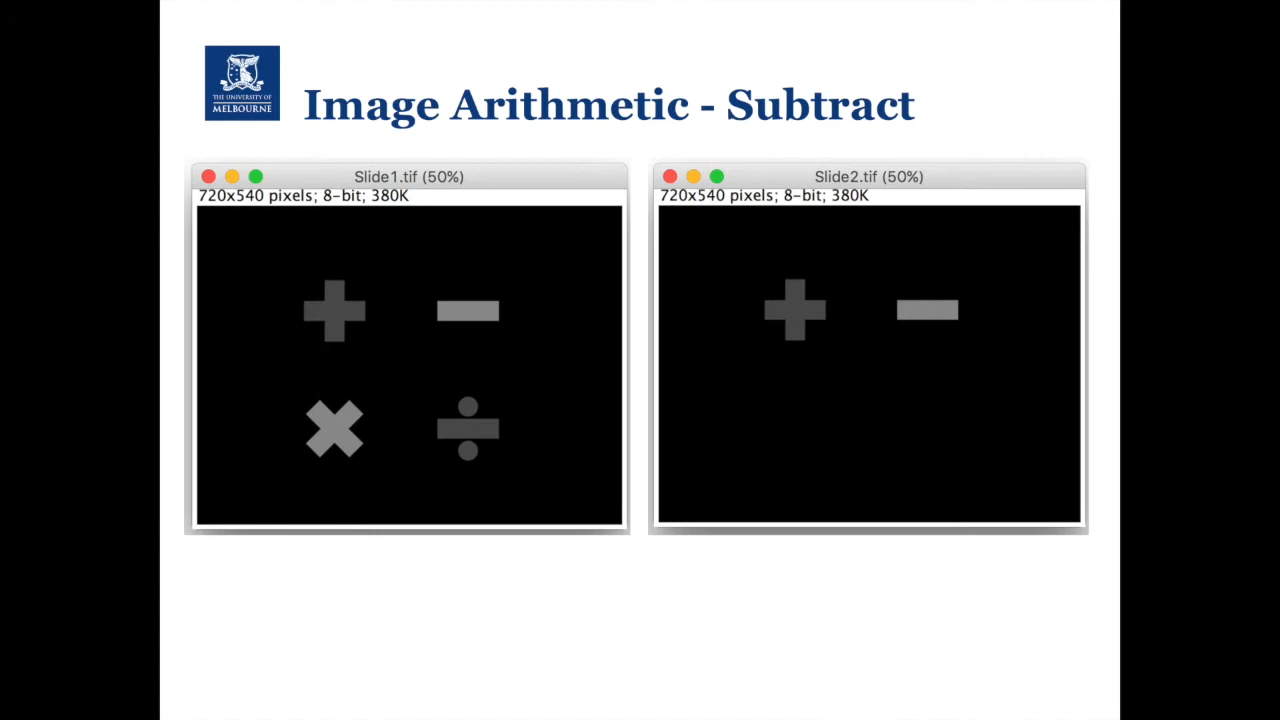 THE UNIVERSITY OF
MELBOURNE
Image Arithmetic - Subtract
Slide1.tif (50%)
720x540 pixels; 8-bit; 380K
Slide2.tif (50%)
720x540 pixels; 8-bit; 380K